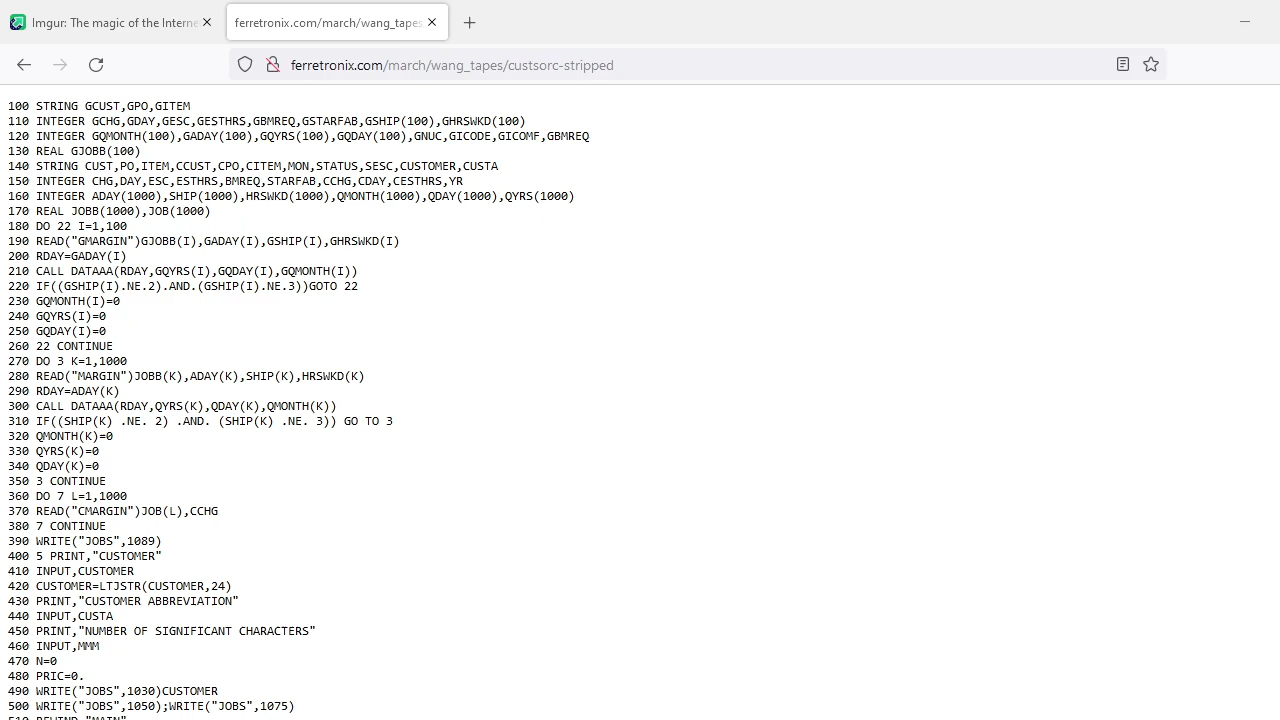 Imgur: The magic of the Interne
ferretronix.com/march/wang_tapes
ferretronix.com/march/wang_tapes/custsorc-stripped
100 STRING GCUST,GPO,GITEM
110 INTEGER GCHG,GDAY,GESC,GESTHRS,GBMREQ,GSTARFAB,GSHIP(100),GHRSWKD(100)
120 INTEGER GQMONTH(100),GADAY(100),GQYRS(100),GQDAY(100),GNUC,GICODE,GICOMF,GBMREQ
130 REAL GJOBB(100)
140 STRING CUST,PO,ITEM,CCUST,CPO,CITEM,MON,STATUS,SESC,CUSTOMER,CUSTA
150 INTEGER CHG,DAY,ESC,ESTHRS,BMREQ,STARFAB,CCHG,CDAY,CESTHRS,YR
160 INTEGER ADAY(1000),SHIP(1000),HRSWKD(1000),QMONTH(1000),QDAY(1000),QYRS(1000)
170 REAL JOBB(1000),JOB(1000)
180 DO 22 I=1,100
190 READ("GMARGIN")GJOBB(I),GADAY(I),GSHIP(I),GHRSWKD(I)
200 RDAY=GADAY(I)
210 CALL DATAAA(RDAY,GQYRS(I),GQDAY(I),GQMONTH(I))
220 IF((GSHIP(I).NE.2).AND.(GSHIP(I).NE.3))GOTO 22
230 GQMONTH(I)=0
240 GQYRS(I)=0
250 GQDAY(I)=0
260 22 CONTINUE
270 DO 3 K=1,1000
280 READ("MARGIN")JOBB(K),ADAY(K),SHIP(K),HRSWKD(K)
290 RDAY=ADAY(K)
300 CALL DATAAA(RDAY,QYRS(K),QDAY(K),QMONTH(K))
310 IF((SHIP(K) .NE. 2) .AND. (SHIP(K) .NE. 3)) GO TO 3
320 QMONTH(K)=0
330 QYRS(K)=0
340 QDAY(K)=0
350 3 CONTINUE
360 DO 7 L=1,1000
370 READ("CMARGIN")JOB(L),CCHG
380 7 CONTINUE
390 WRITE("JOBS",1089)
400 5 PRINT,"CUSTOMER"
410 INPUT,CUSTOMER
420 CUSTOMER=LTJSTR(CUSTOMER,24)
430 PRINT,"CUSTOMER ABBREVIATION"
440 INPUT,CUSTA
450 PRINT,"NUMBER OF SIGNIFICANT CHARACTERS"
460 INPUT,MMM
470 N=0
480 PRIC=0.
490 WRITE("JOBS",1030)CUSTOMER
500 WRITE("JOBS",1050);WRITE("JOBS",1075)
510 REWIND "MAIN"